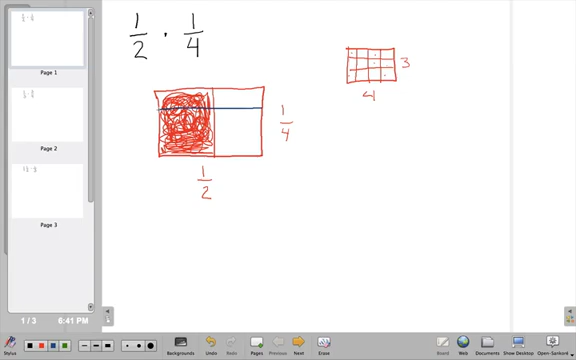 1/2 · 1/4
3
4
1/4
1/2
Page 1
Page 2
Page 3
1 / 3 6:41 PM
Stylus Backgrounds Undo Pages Previous Next Erase Board Web Documents Show Desktop Open-Sankoré